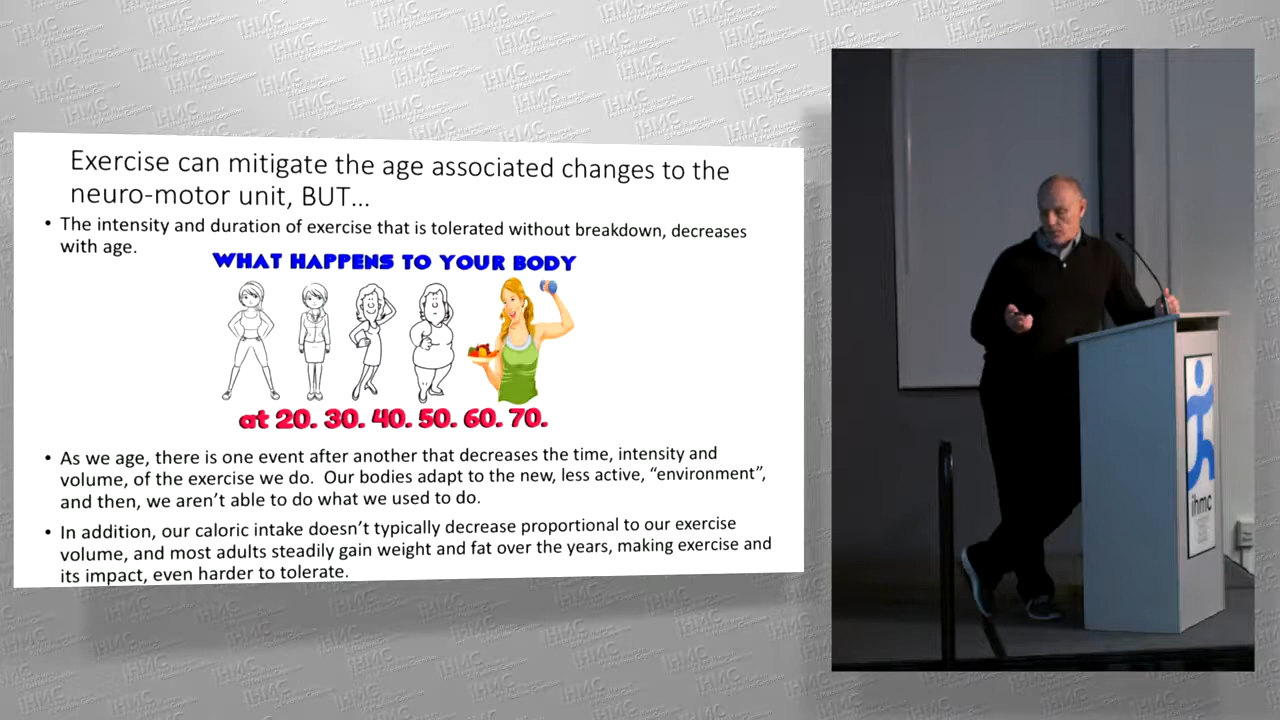 Exercise can mitigate the age associated changes to the
neuro-motor unit, BUT...
• The intensity and duration of exercise that is tolerated without breakdown, decreases
with age.
WHAT HAPPENS TO YOUR BODY
at 20. 30. 40. 50. 60. 70.
• As we age, there is one event after another that decreases the time, intensity and
volume, of the exercise we do.  Our bodies adapt to the new, less active, “environment”,
and then, we aren’t able to do what we used to do.
• In addition, our caloric intake doesn’t typically decrease proportional to our exercise
volume, and most adults steadily gain weight and fat over the years, making exercise and
its impact, even harder to tolerate.
ihmc